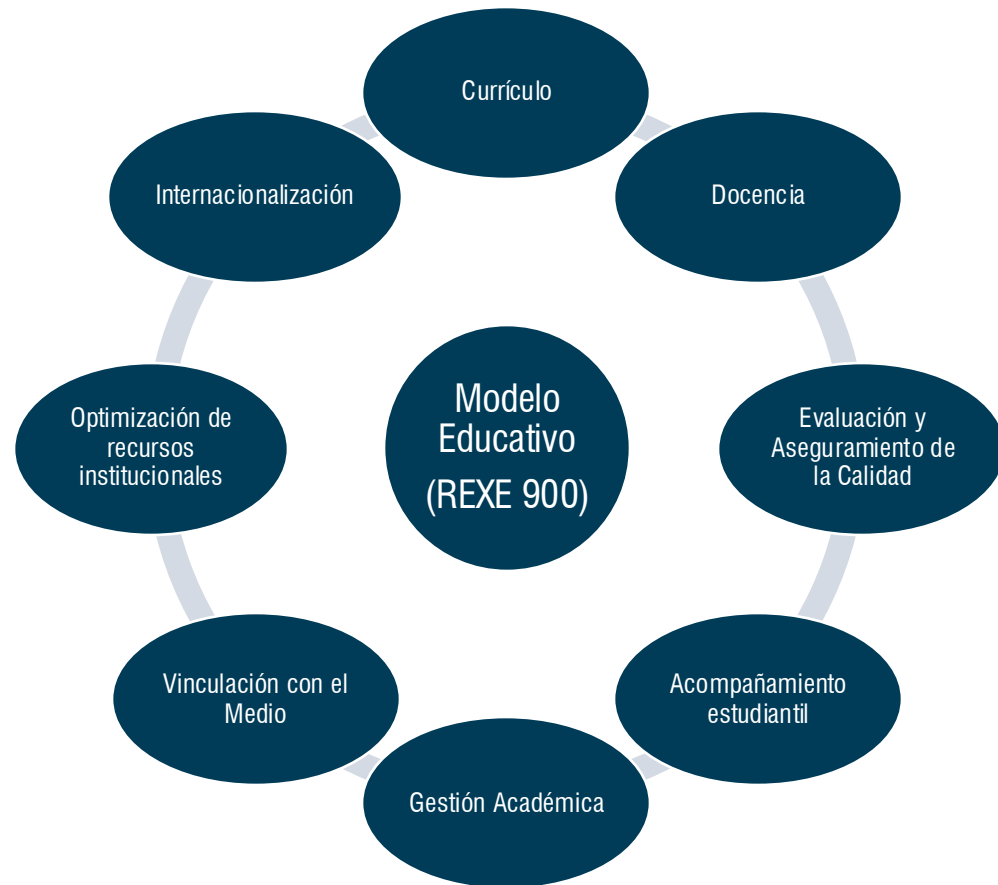 Currículo
Docencia
Evaluación y
Aseguramiento de
la Calidad
Acompañamiento
estudiantil
Gestión Académica
Vinculación con el
Medio
Optimización de
recursos
institucionales
Internacionalización
Modelo
Educativo
(REXE 900)